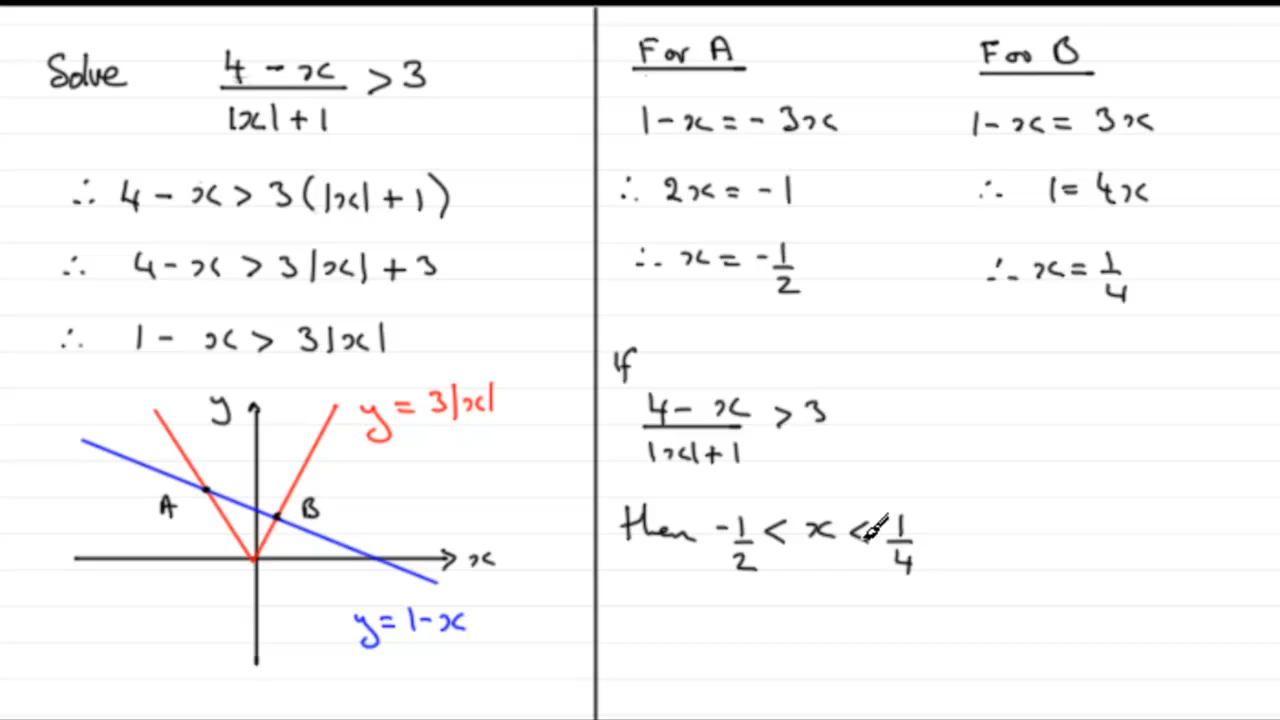 Solve (4 - x)/(|x| + 1) > 3
∴ 4 - x > 3(|x| + 1)
∴ 4 - x > 3|x| + 3
∴ 1 - x > 3|x|
y
y = 3|x|
A
B
x
y = 1 - x
For A
1 - x = - 3x
∴ 2x = - 1
∴ x = - 1/2
For B
1 - x = 3x
∴ 1 = 4x
∴ x = 1/4
If
(4 - x)/(|x| + 1) > 3
then - 1/2 < x < 1/4